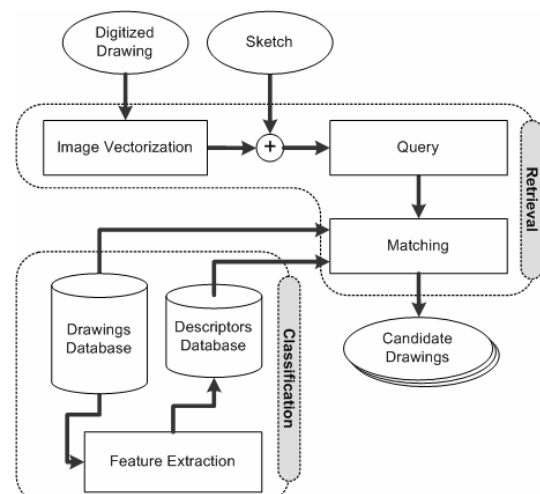 Digitized
Drawing
Sketch
Image Vectorization
+
Query
Retrieval
Matching
Drawings
Database
Descriptors
Database
Classification
Candidate
Drawings
Feature Extraction